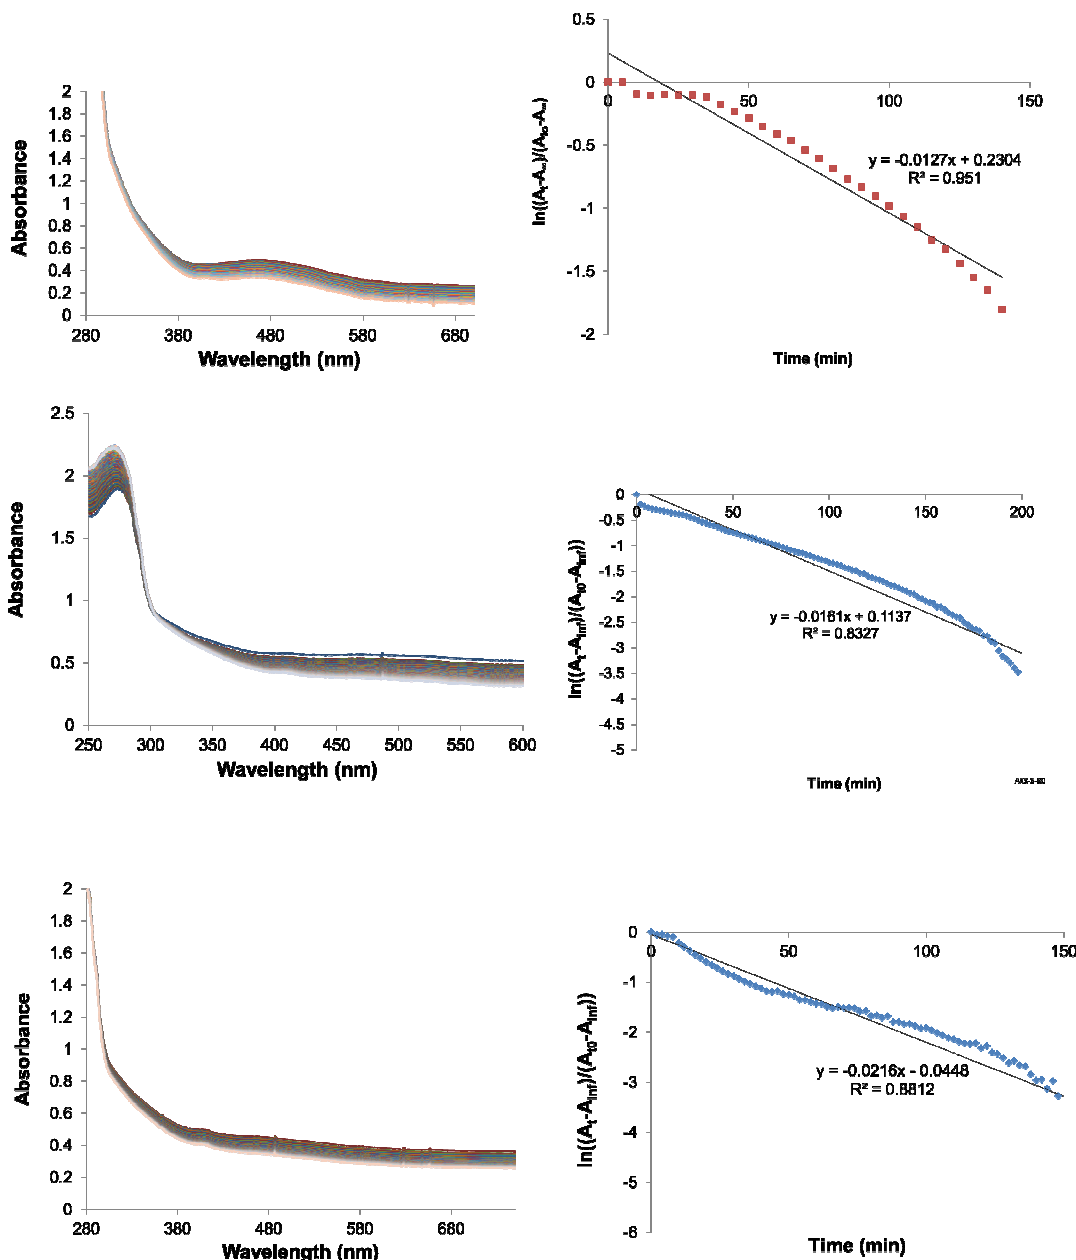 2
1.8
1.6
1.4
1.2
1
0.8
0.6
0.4
0.2
0
280 380 480 580 680
Absorbance
Wavelength (nm)
0.5
0
-0.5
-1
-1.5
-2
0 50 100 150
ln((At-A∞)/(At0-A∞)
y = -0.0127x + 0.2304
R² = 0.951
Time (min)
2.5
2
1.5
1
0.5
0
250 300 350 400 450 500 550 600
Absorbance
Wavelength (nm)
0
-0.5
-1
-1.5
-2
-2.5
-3
-3.5
-4
-4.5
-5
0 50 100 150 200
ln((At-Ainf)/(At0-Ainf))
y = -0.0161x + 0.1137
R² = 0.8327
Time (min)
2
1.8
1.6
1.4
1.2
1
0.8
0.6
0.4
0.2
0
280 380 480 580 680
Absorbance
Wavelength (nm)
0
-1
-2
-3
-4
-5
-6
0 50 100 150
ln((At-Ainf)/(At0-Ainf))
y = -0.0216x - 0.0448
R² = 0.8812
Time (min)